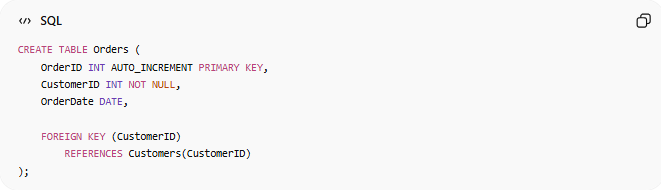 SQL
CREATE TABLE Orders (
    OrderID INT AUTO_INCREMENT PRIMARY KEY,
    CustomerID INT NOT NULL,
    OrderDate DATE,

    FOREIGN KEY (CustomerID)
        REFERENCES Customers(CustomerID)
);